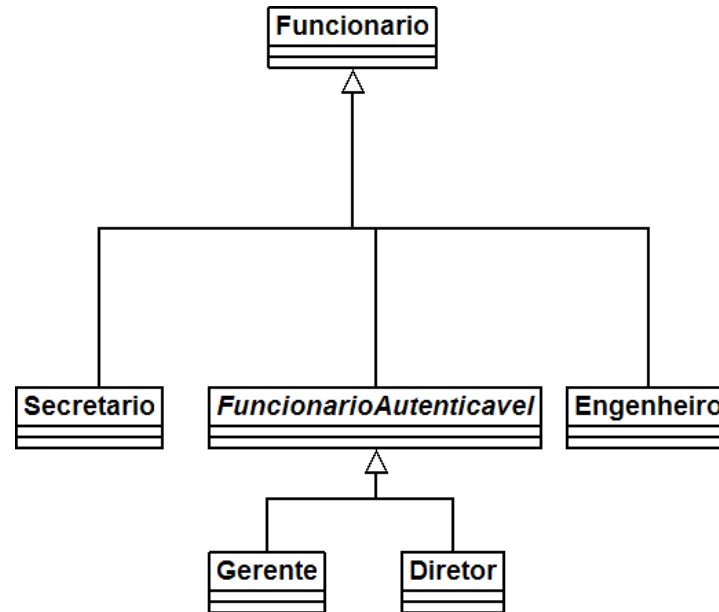 Funcionario
Secretario
FuncionarioAutenticavel
Engenheiro
Gerente
Diretor